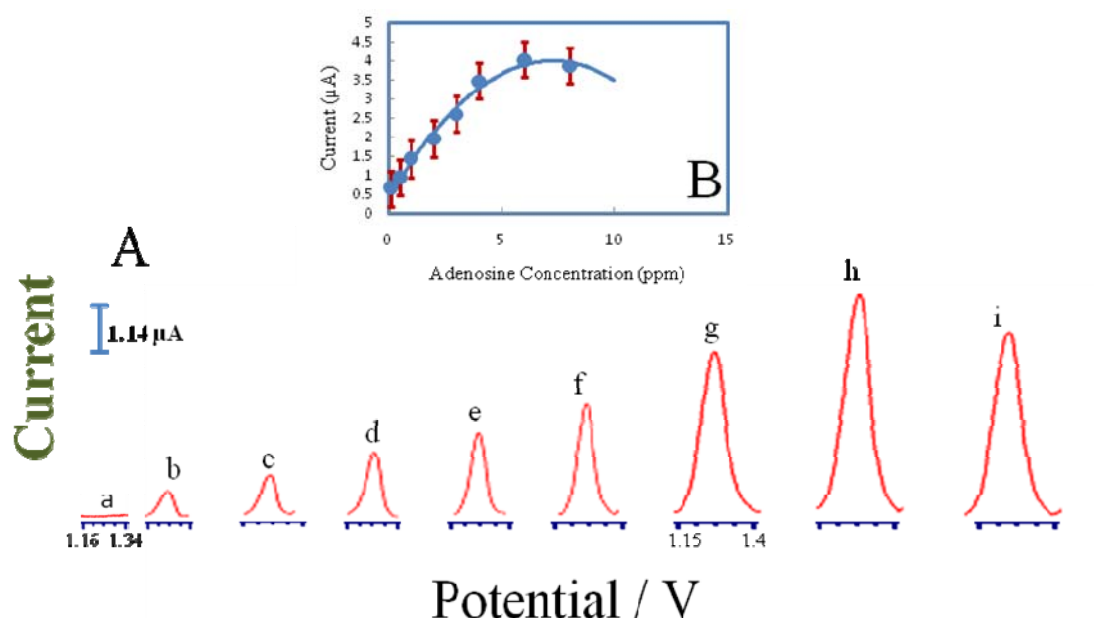 5
4.5
4
3.5
3
2.5
2
1.5
1
0.5
0
Current (µA)
B
0 5 10 15
Adenosine Concentration (ppm)
A
Current
1.14 µA
a b c d e f g h i
1.16 1.34
1.15 1.4
Potential / V